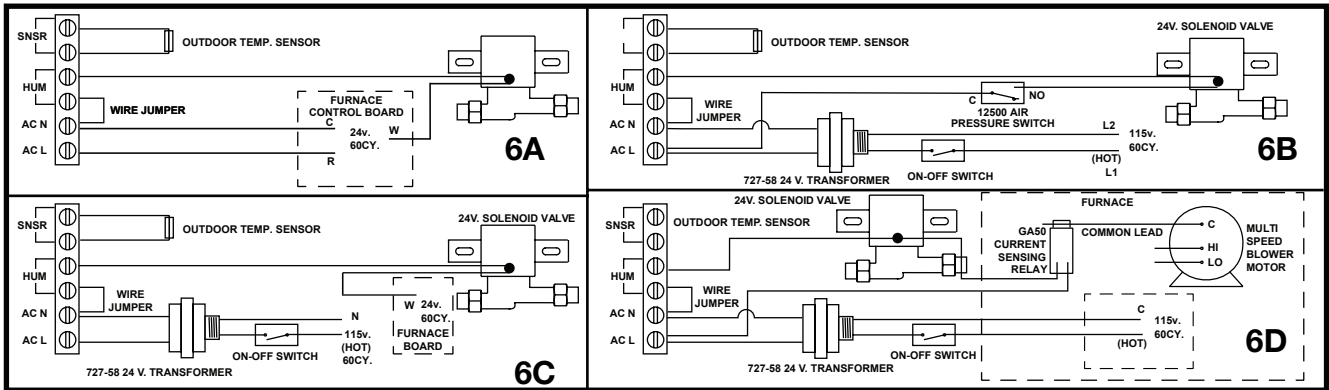 SNSR
OUTDOOR TEMP. SENSOR
HUM
WIRE JUMPER
FURNACE
CONTROL BOARD
C
24v.
60CY.
W
AC N
AC L
R
6A
24V. SOLENOID VALVE
OUTDOOR TEMP. SENSOR
HUM
WIRE
JUMPER
C
NO
12500 AIR
PRESSURE SWITCH
AC N
AC L
L2
115v.
60CY.
(HOT)
L1
ON-OFF SWITCH
727-58 24 V. TRANSFORMER
6B
SNSR
24V. SOLENOID VALVE
OUTDOOR TEMP. SENSOR
HUM
WIRE
JUMPER
W
24v.
60CY.
FURNACE
BOARD
AC N
AC L
N
115v.
(HOT)
60CY.
ON-OFF SWITCH
727-58 24 V. TRANSFORMER
6C
24V. SOLENOID VALVE
SNSR
OUTDOOR TEMP. SENSOR
FURNACE
GA50
CURRENT
SENSING
RELAY
COMMON LEAD
C
HI
LO
MULTI
SPEED
BLOWER
MOTOR
HUM
WIRE
JUMPER
AC N
AC L
C
115v.
60CY.
(HOT)
ON-OFF SWITCH
727-58 24 V. TRANSFORMER
6D